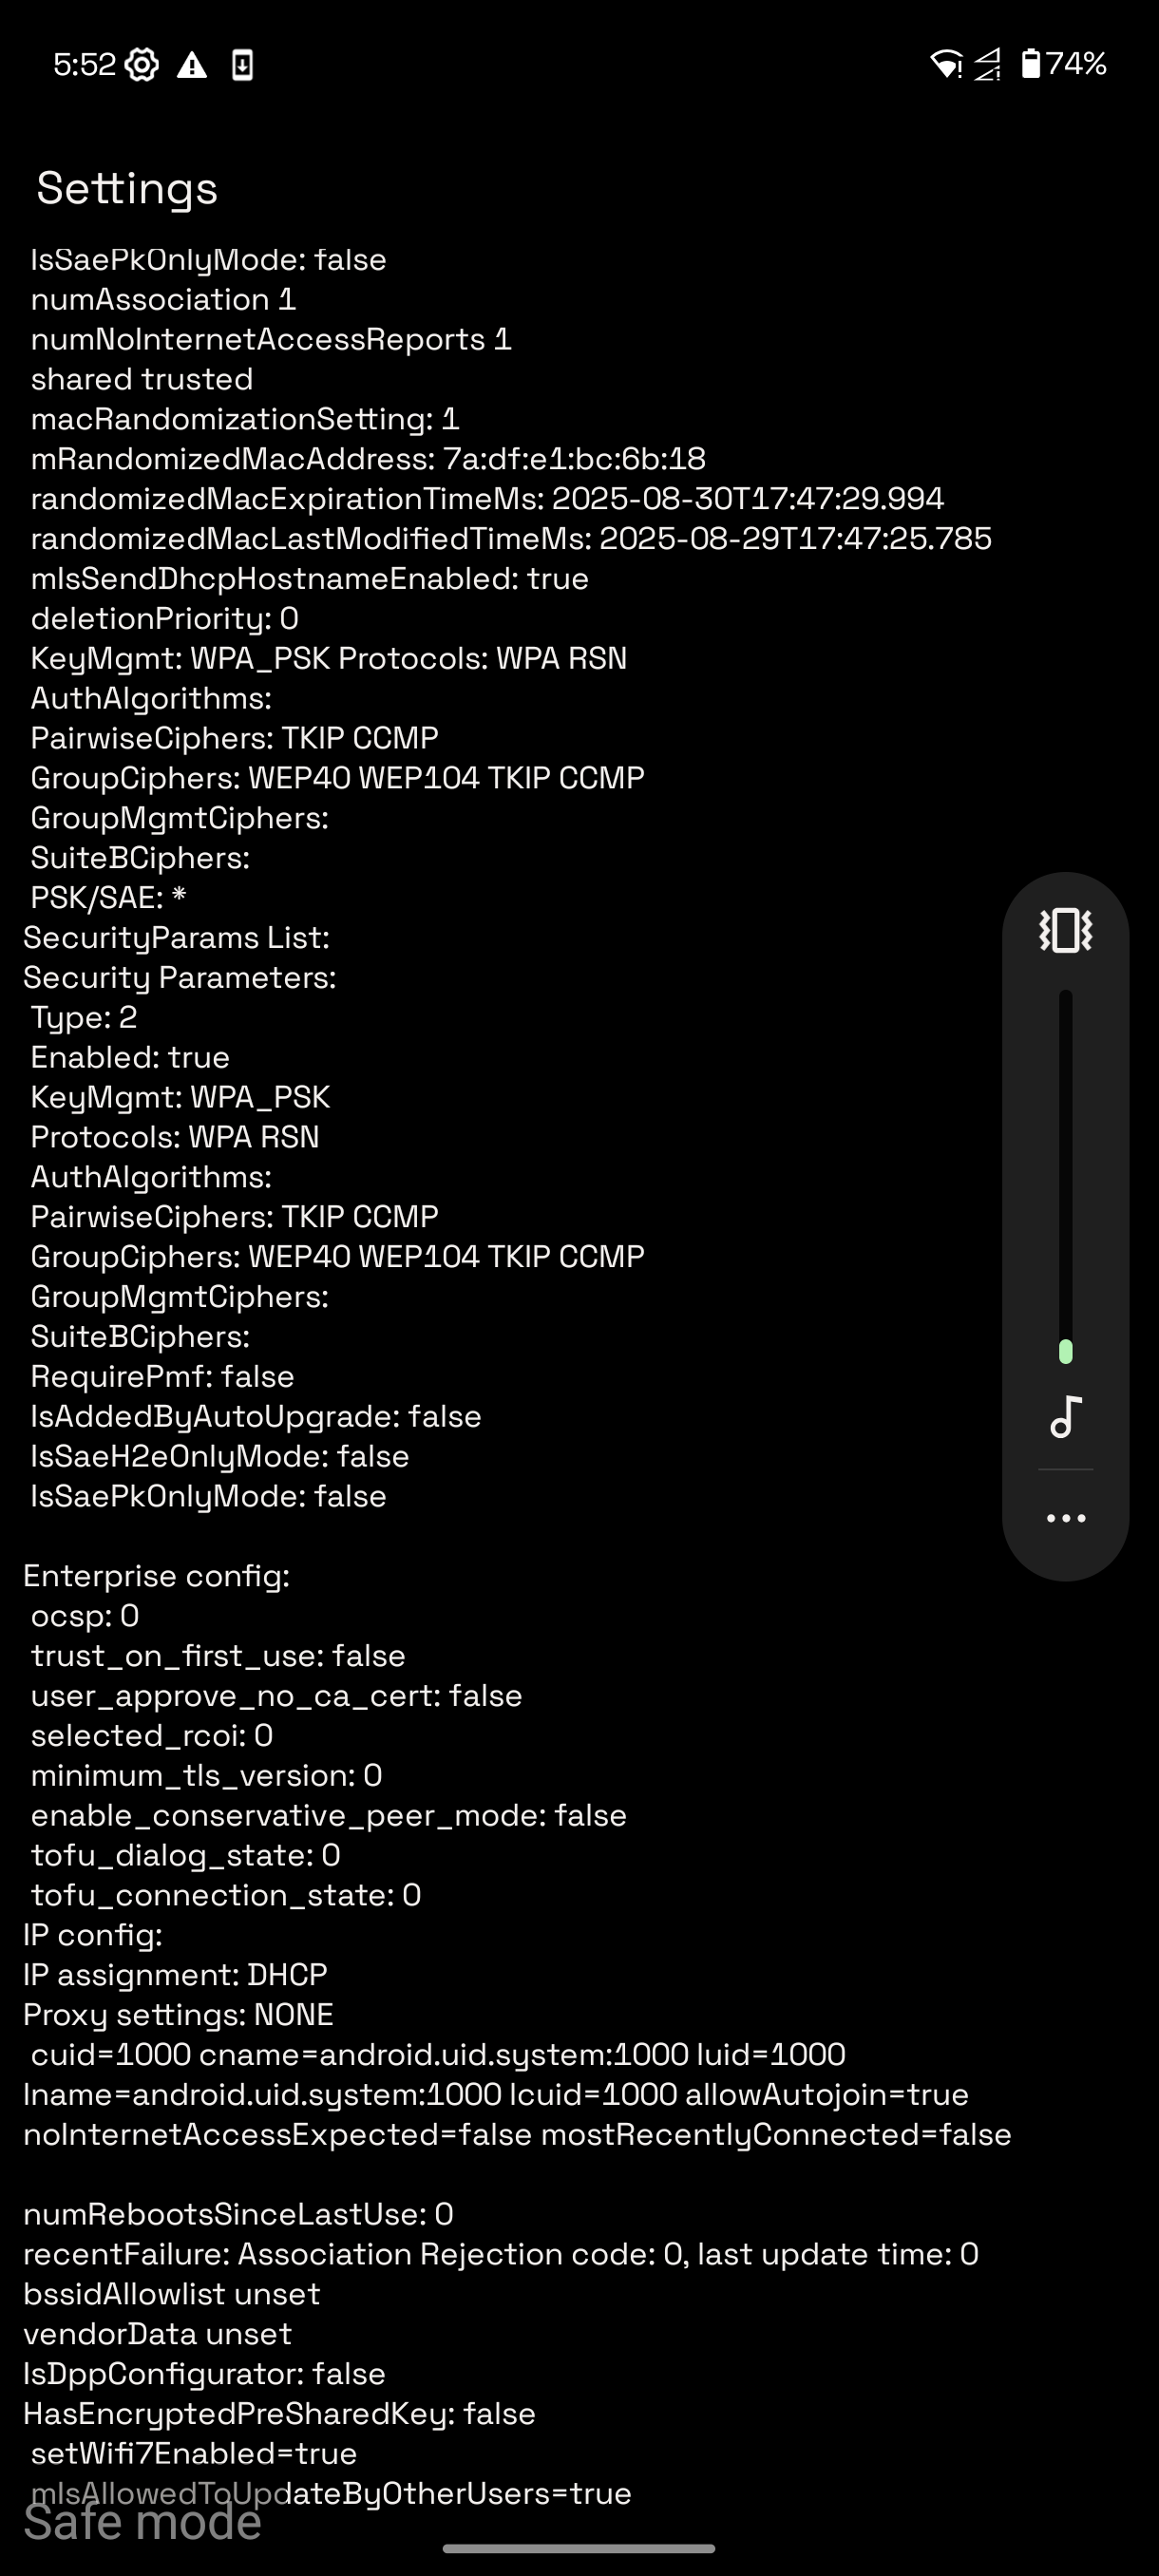 5:52
74%
Settings
IsSaePkOnlyMode: false
numAssociation 1
numNoInternetAccessReports 1
shared trusted
macRandomizationSetting: 1
mRandomizedMacAddress: 7a:df:e1:bc:6b:18
randomizedMacExpirationTimeMs: 2025-08-30T17:47:29.994
randomizedMacLastModifiedTimeMs: 2025-08-29T17:47:25.785
mIsSendDhcpHostnameEnabled: true
deletionPriority: 0
KeyMgmt: WPA_PSK Protocols: WPA RSN
AuthAlgorithms:
PairwiseCiphers: TKIP CCMP
GroupCiphers: WEP40 WEP104 TKIP CCMP
GroupMgmtCiphers:
SuiteBCiphers:
PSK/SAE: *
SecurityParams List:
Security Parameters:
Type: 2
Enabled: true
KeyMgmt: WPA_PSK
Protocols: WPA RSN
AuthAlgorithms:
PairwiseCiphers: TKIP CCMP
GroupCiphers: WEP40 WEP104 TKIP CCMP
GroupMgmtCiphers:
SuiteBCiphers:
RequirePmf: false
IsAddedByAutoUpgrade: false
IsSaeH2eOnlyMode: false
IsSaePkOnlyMode: false
Enterprise config:
ocsp: 0
trust_on_first_use: false
user_approve_no_ca_cert: false
selected_rcoi: 0
minimum_tls_version: 0
enable_conservative_peer_mode: false
tofu_dialog_state: 0
tofu_connection_state: 0
IP config:
IP assignment: DHCP
Proxy settings: NONE
cuid=1000 cname=android.uid.system:1000 luid=1000
lname=android.uid.system:1000 lcuid=1000 allowAutojoin=true
noInternetAccessExpected=false mostRecentlyConnected=false
numRebootsSinceLastUse: 0
recentFailure: Association Rejection code: 0, last update time: 0
bssidAllowlist unset
vendorData unset
IsDppConfigurator: false
HasEncryptedPreSharedKey: false
setWifi7Enabled=true
mIsAllowedToUpdateByOtherUsers=true
Safe mode